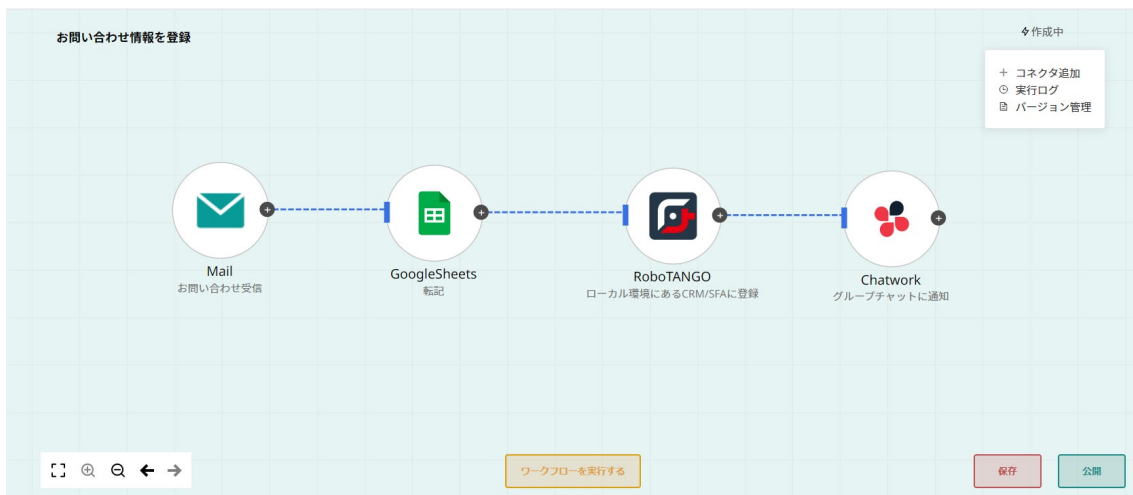 お問い合わせ情報を登録
作成中
コネクタ追加
実行ログ
バージョン管理
Mail
お問い合わせ受信
GoogleSheets
転記
RoboTANGO
ローカル環境にあるCRM/SFAに登録
Chatwork
グループチャットに通知
ワークフローを実行する
保存
公開